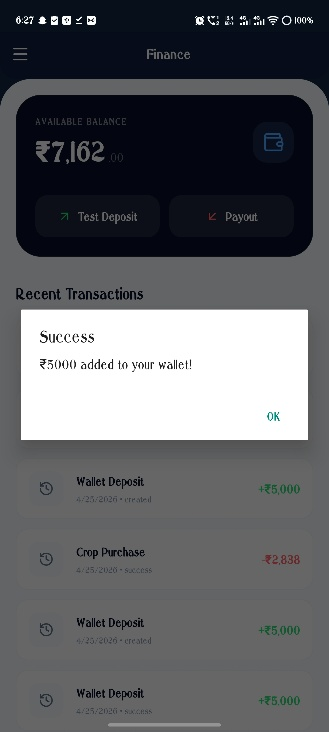 6:27
100%
Finance
AVAILABLE BALANCE
₹7,162.00
Test Deposit
Payout
Recent Transactions
Success
₹5000 added to your wallet!
OK
Wallet Deposit
+₹5,000
4/25/2026 • created
Crop Purchase
-₹2,838
4/25/2026 • success
Wallet Deposit
+₹5,000
4/25/2026 • created
Wallet Deposit
+₹5,000
4/25/2026 • success